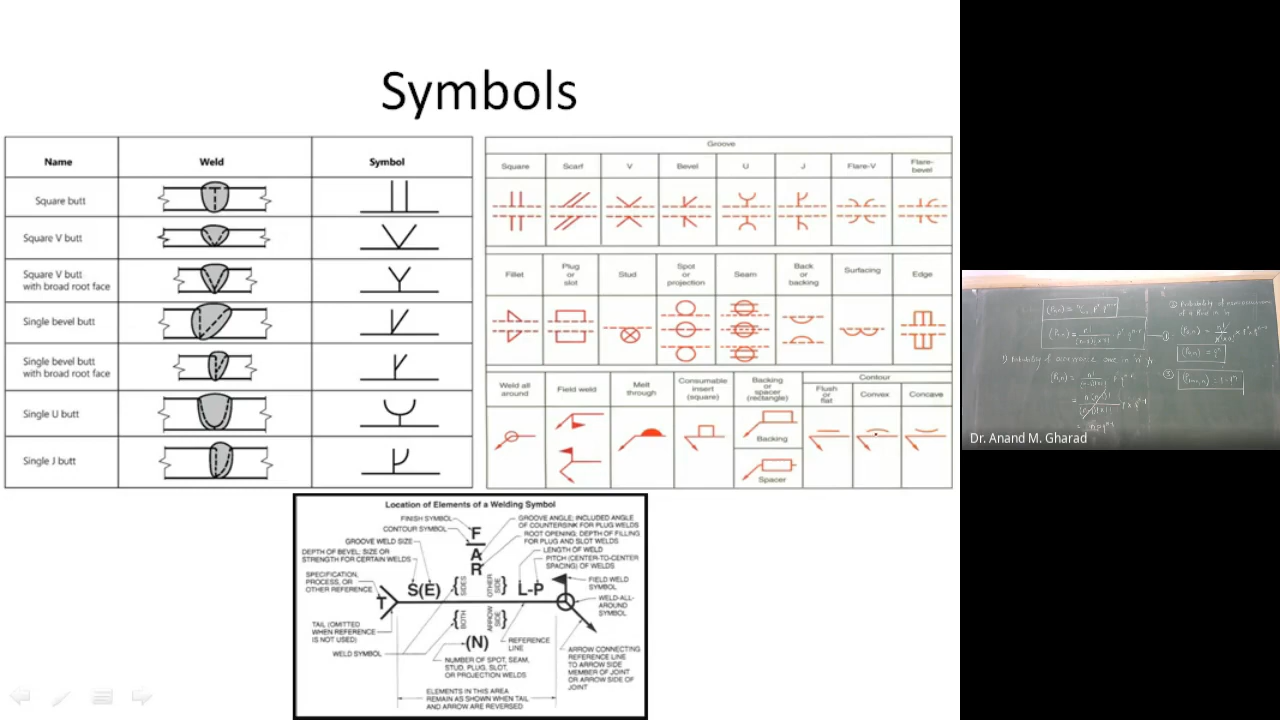 Symbols
Name Weld Symbol
Square butt
Square V butt
Square V butt
with broad root face
Single bevel butt
Single bevel butt
with broad root face
Single U butt
Single J butt
Groove
Square Scarf V Bevel U J Flare-V Flare-
bevel
Fillet Plug
or
slot Stud Spot
or
projection Seam Back
or
backing Surfacing Edge
Weld all
around Field weld Melt
through Consumable
insert
(square) Backing
or
spacer
(rectangle) Contour
Flush
or
flat Convex Concave
Backing
Spacer
Location of Elements of a Welding Symbol
FINISH SYMBOL
CONTOUR SYMBOL
GROOVE WELD SIZE
DEPTH OF BEVEL; SIZE OR
STRENGTH FOR CERTAIN WELDS
SPECIFICATION,
PROCESS, OR
OTHER REFERENCE
TAIL (OMITTED
WHEN REFERENCE
IS NOT USED)
WELD SYMBOL
F
A
R
GROOVE ANGLE; INCLUDED ANGLE
OF COUNTERSINK FOR PLUG WELDS
ROOT OPENING; DEPTH OF FILLING
FOR PLUG AND SLOT WELDS
LENGTH OF WELD
PITCH (CENTER-TO-CENTER
SPACING) OF WELDS
FIELD WELD
SYMBOL
WELD-ALL-
AROUND
SYMBOL
T S(E) {SIDES OTHER
SIDE} L-P
{BOTH ARROW
SIDE}
(N)
REFERENCE
LINE
NUMBER OF SPOT, SEAM,
STUD, PLUG, SLOT,
OR PROJECTION WELDS
ARROW CONNECTING
REFERENCE LINE
TO ARROW SIDE
MEMBER OF JOINT
OR ARROW SIDE OF
JOINT
ELEMENTS IN THIS AREA
REMAIN AS SHOWN WHEN TAIL
AND ARROW ARE REVERSED
Dr. Anand M. Gharad